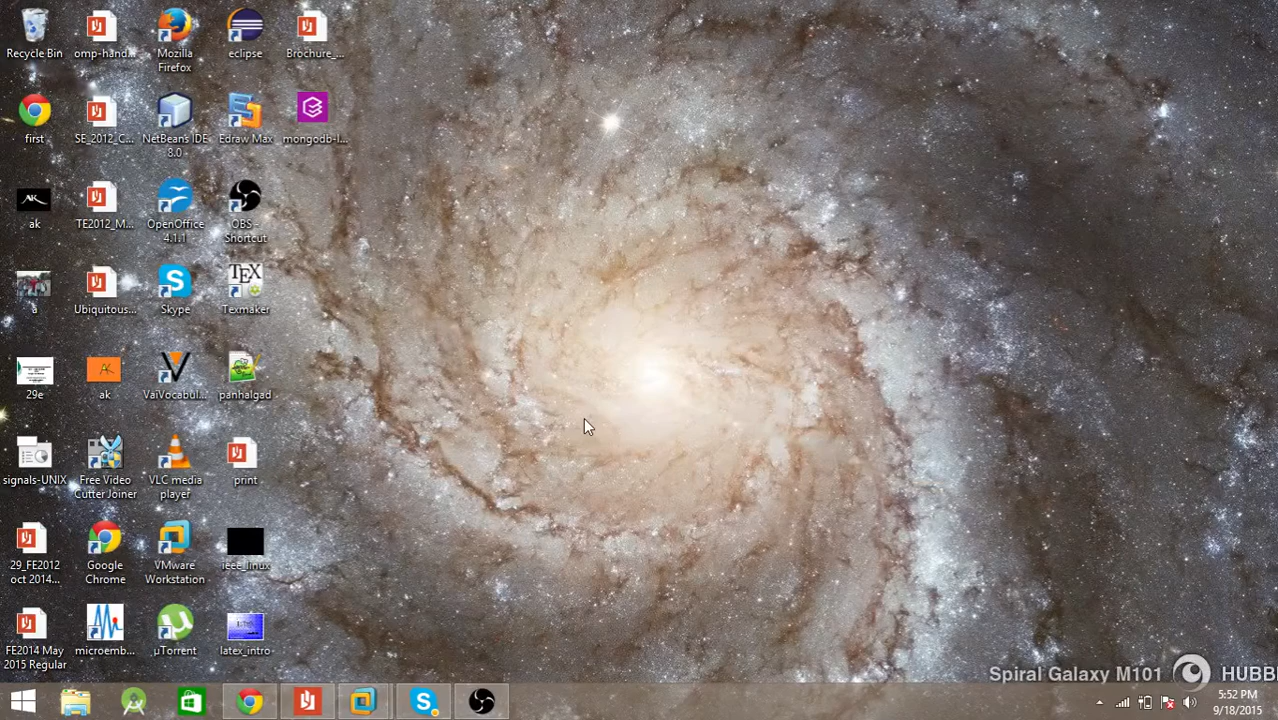 Recycle Bin
omp-hand...
Mozilla
Firefox
eclipse
Brochure_...
first
SE_2012_C...
NetBeans IDE
8.0
Edraw Max
mongodb-l...
AK
ak
TE2012_M...
OpenOffice
4.1.1
OBS -
Shortcut
a
Ubiquitous...
Skype
TEX
Texmaker
29e
ak
VaiVocabul...
panhalgad
signals-UNIX
Free Video
Cutter Joiner
VLC media
player
print
29_FE2012
oct 2014...
Google
Chrome
VMware
Workstation
ieee_linux
FE2014 May
2015 Regular
microemb...
µTorrent
latex_intro
Spiral Galaxy M101
HUBB
5:52 PM
9/18/2015